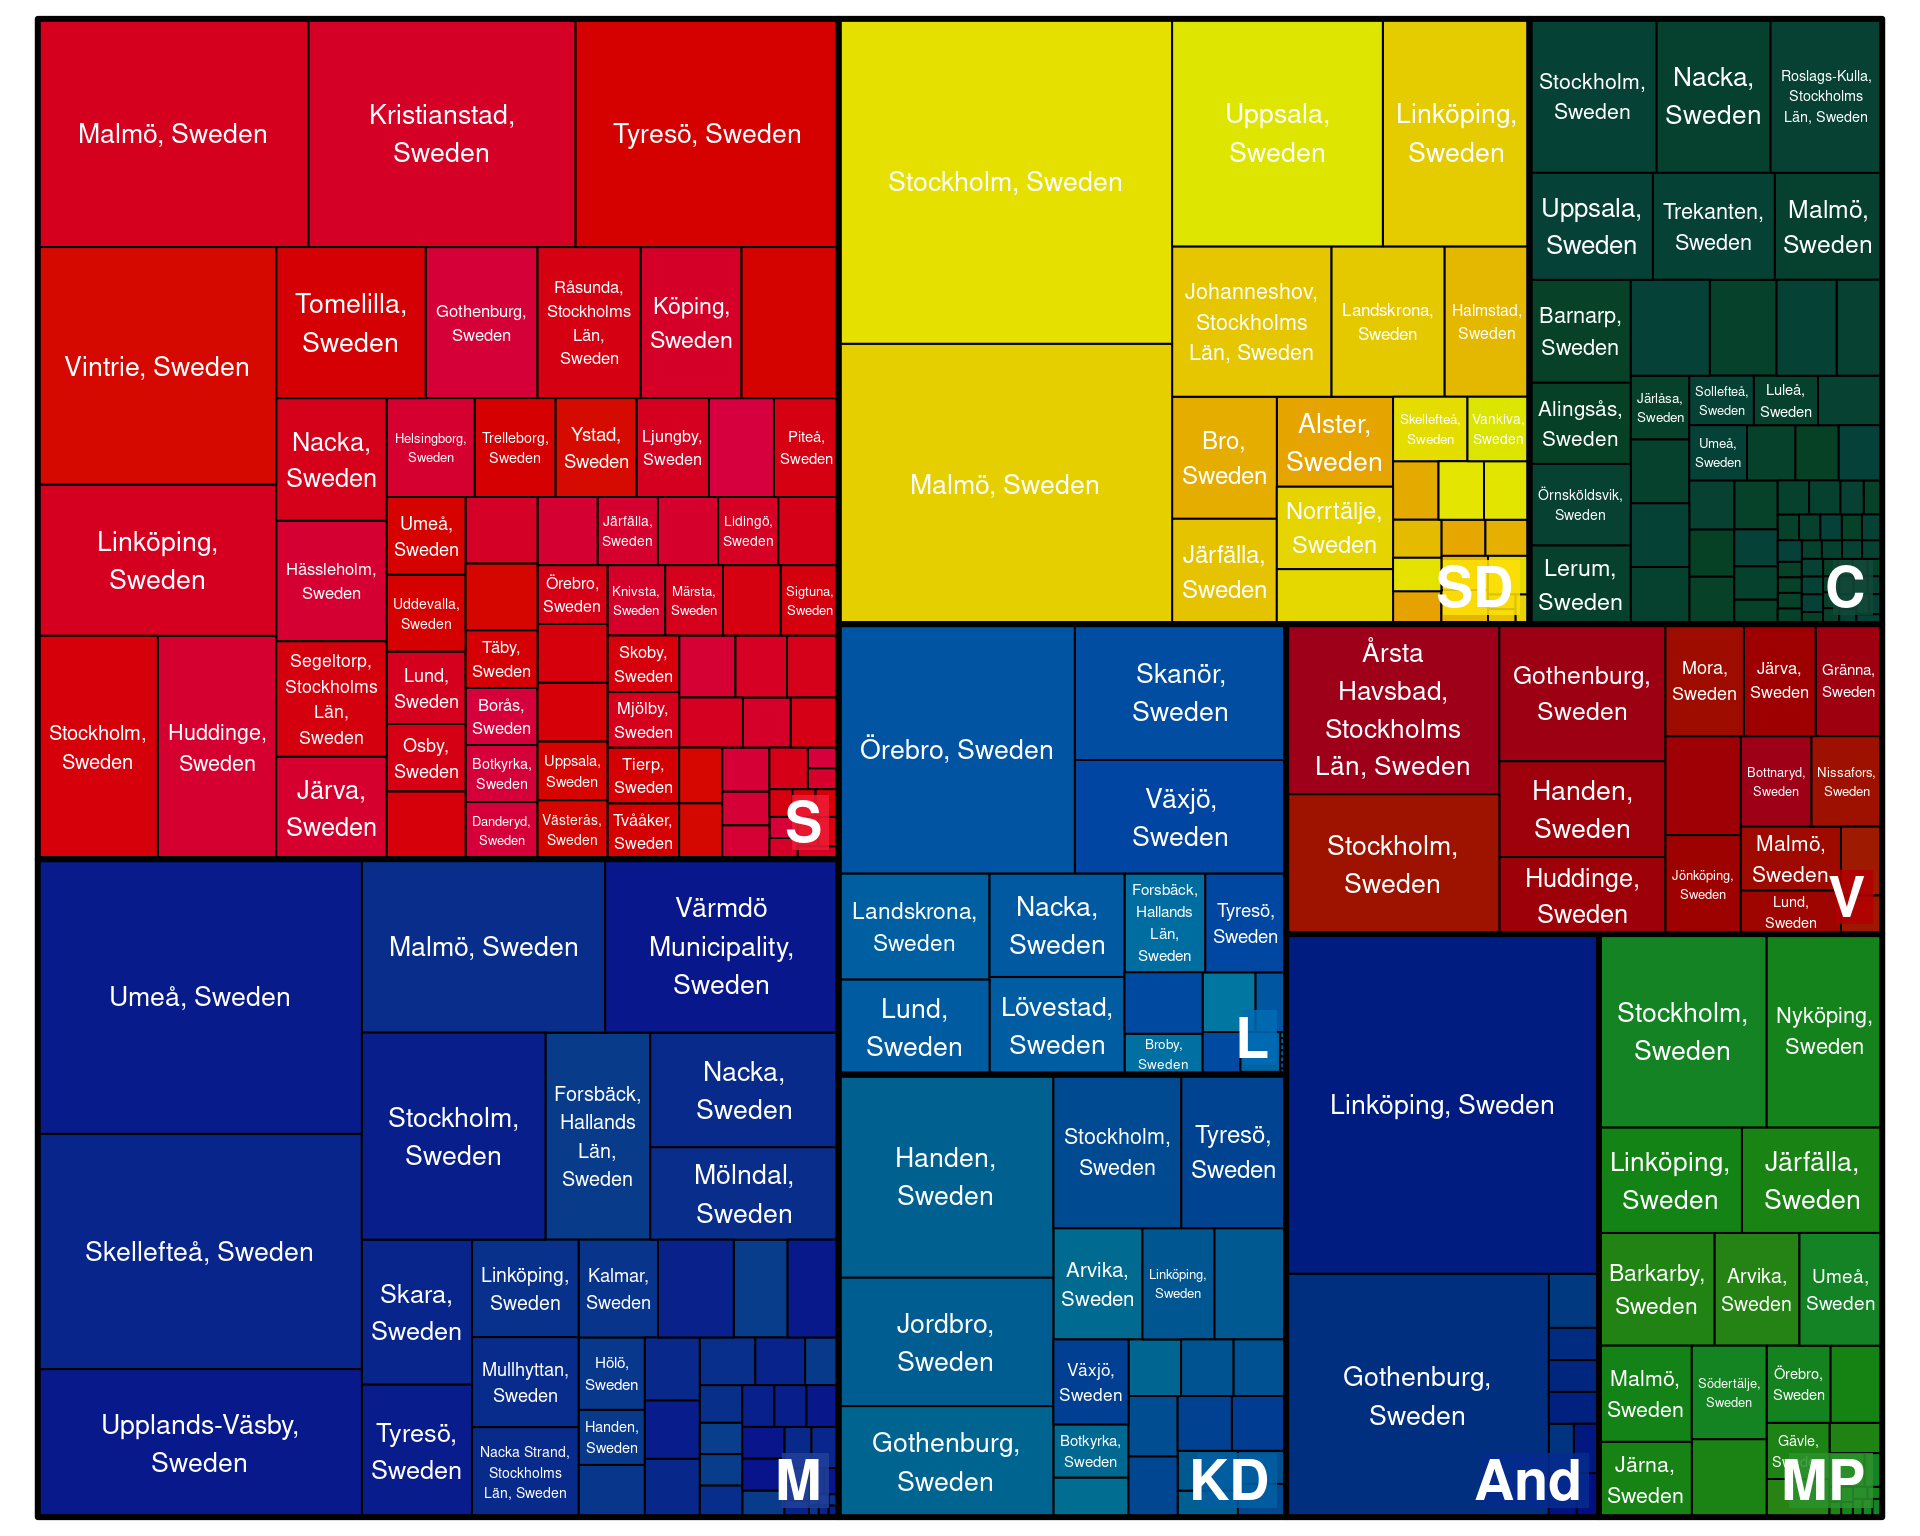 Malmö, Sweden
Kristianstad,
Sweden
Tyresö, Sweden
Vintrie, Sweden
Tomelilla,
Sweden
Gothenburg,
Sweden
Råsunda,
Stockholms
Län,
Sweden
Köping,
Sweden
Linköping,
Sweden
Nacka,
Sweden
Helsingborg,
Sweden
Trelleborg,
Sweden
Ystad,
Sweden
Ljungby,
Sweden
Piteå,
Sweden
Hässleholm,
Sweden
Umeå,
Sweden
Järfälla,
Sweden
Lidingö,
Sweden
Uddevalla,
Sweden
Örebro,
Sweden
Knivsta,
Sweden
Märsta,
Sweden
Sigtuna,
Sweden
Stockholm,
Sweden
Huddinge,
Sweden
Segeltorp,
Stockholms
Län,
Sweden
Lund,
Sweden
Täby,
Sweden
Skoby,
Sweden
Borås,
Sweden
Mjölby,
Sweden
Osby,
Sweden
Järva,
Sweden
Botkyrka,
Sweden
Uppsala,
Sweden
Tierp,
Sweden
Danderyd,
Sweden
Västerås,
Sweden
Tvååker,
Sweden
S
Stockholm, Sweden
Uppsala,
Sweden
Linköping,
Sweden
Malmö, Sweden
Johanneshov,
Stockholms
Län, Sweden
Landskrona,
Sweden
Halmstad,
Sweden
Bro,
Sweden
Alster,
Sweden
Skellefteå,
Sweden
Vankiva,
Sweden
Järfälla,
Sweden
Norrtälje,
Sweden
SD
Stockholm,
Sweden
Nacka,
Sweden
Roslags-Kulla,
Stockholms
Län, Sweden
Uppsala,
Sweden
Trekanten,
Sweden
Malmö,
Sweden
Barnarp,
Sweden
Alingsås,
Sweden
Järlåsa,
Sweden
Sollefteå,
Sweden
Luleå,
Sweden
Umeå,
Sweden
Örnsköldsvik,
Sweden
Lerum,
Sweden
C
Umeå, Sweden
Malmö, Sweden
Värmdö
Municipality,
Sweden
Skellefteå, Sweden
Stockholm,
Sweden
Forsbäck,
Hallands
Län,
Sweden
Nacka,
Sweden
Mölndal,
Sweden
Upplands-Väsby,
Sweden
Skara,
Sweden
Linköping,
Sweden
Kalmar,
Sweden
Tyresö,
Sweden
Mullhyttan,
Sweden
Hölö,
Sweden
Nacka Strand,
Stockholms
Län, Sweden
Handen,
Sweden
M
Örebro, Sweden
Skanör,
Sweden
Växjö,
Sweden
Landskrona,
Sweden
Nacka,
Sweden
Forsbäck,
Hallands
Län,
Sweden
Tyresö,
Sweden
Lund,
Sweden
Lövestad,
Sweden
Broby,
Sweden
L
Handen,
Sweden
Stockholm,
Sweden
Tyresö,
Sweden
Jordbro,
Sweden
Arvika,
Sweden
Linköping,
Sweden
Växjö,
Sweden
Gothenburg,
Sweden
Botkyrka,
Sweden
KD
Årsta
Havsbad,
Stockholms
Län, Sweden
Gothenburg,
Sweden
Mora,
Sweden
Järva,
Sweden
Gränna,
Sweden
Stockholm,
Sweden
Handen,
Sweden
Bottnaryd,
Sweden
Nissafors,
Sweden
Huddinge,
Sweden
Jönköping,
Sweden
Malmö,
Sweden
Lund,
Sweden
V
Linköping, Sweden
Gothenburg,
Sweden
And
Stockholm,
Sweden
Nyköping,
Sweden
Linköping,
Sweden
Järfälla,
Sweden
Barkarby,
Sweden
Arvika,
Sweden
Umeå,
Sweden
Malmö,
Sweden
Södertälje,
Sweden
Örebro,
Sweden
Järna,
Sweden
Gävle,
Sweden
MP